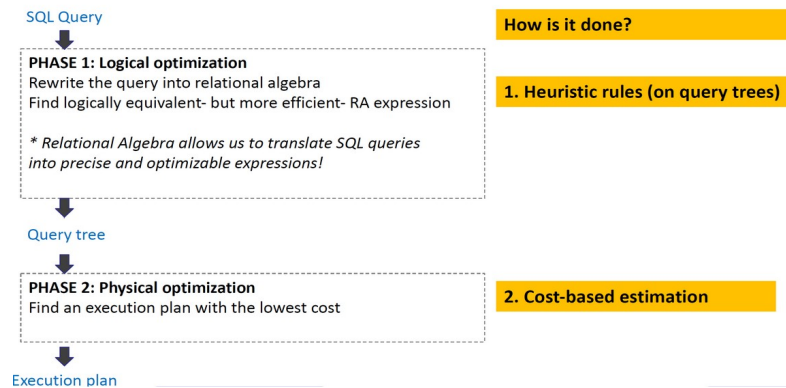 SQL Query
How is it done?
PHASE 1: Logical optimization
Rewrite the query into relational algebra
Find logically equivalent- but more efficient- RA expression
1. Heuristic rules (on query trees)
* Relational Algebra allows us to translate SQL queries
into precise and optimizable expressions!
Query tree
PHASE 2: Physical optimization
Find an execution plan with the lowest cost
2. Cost-based estimation
Execution plan